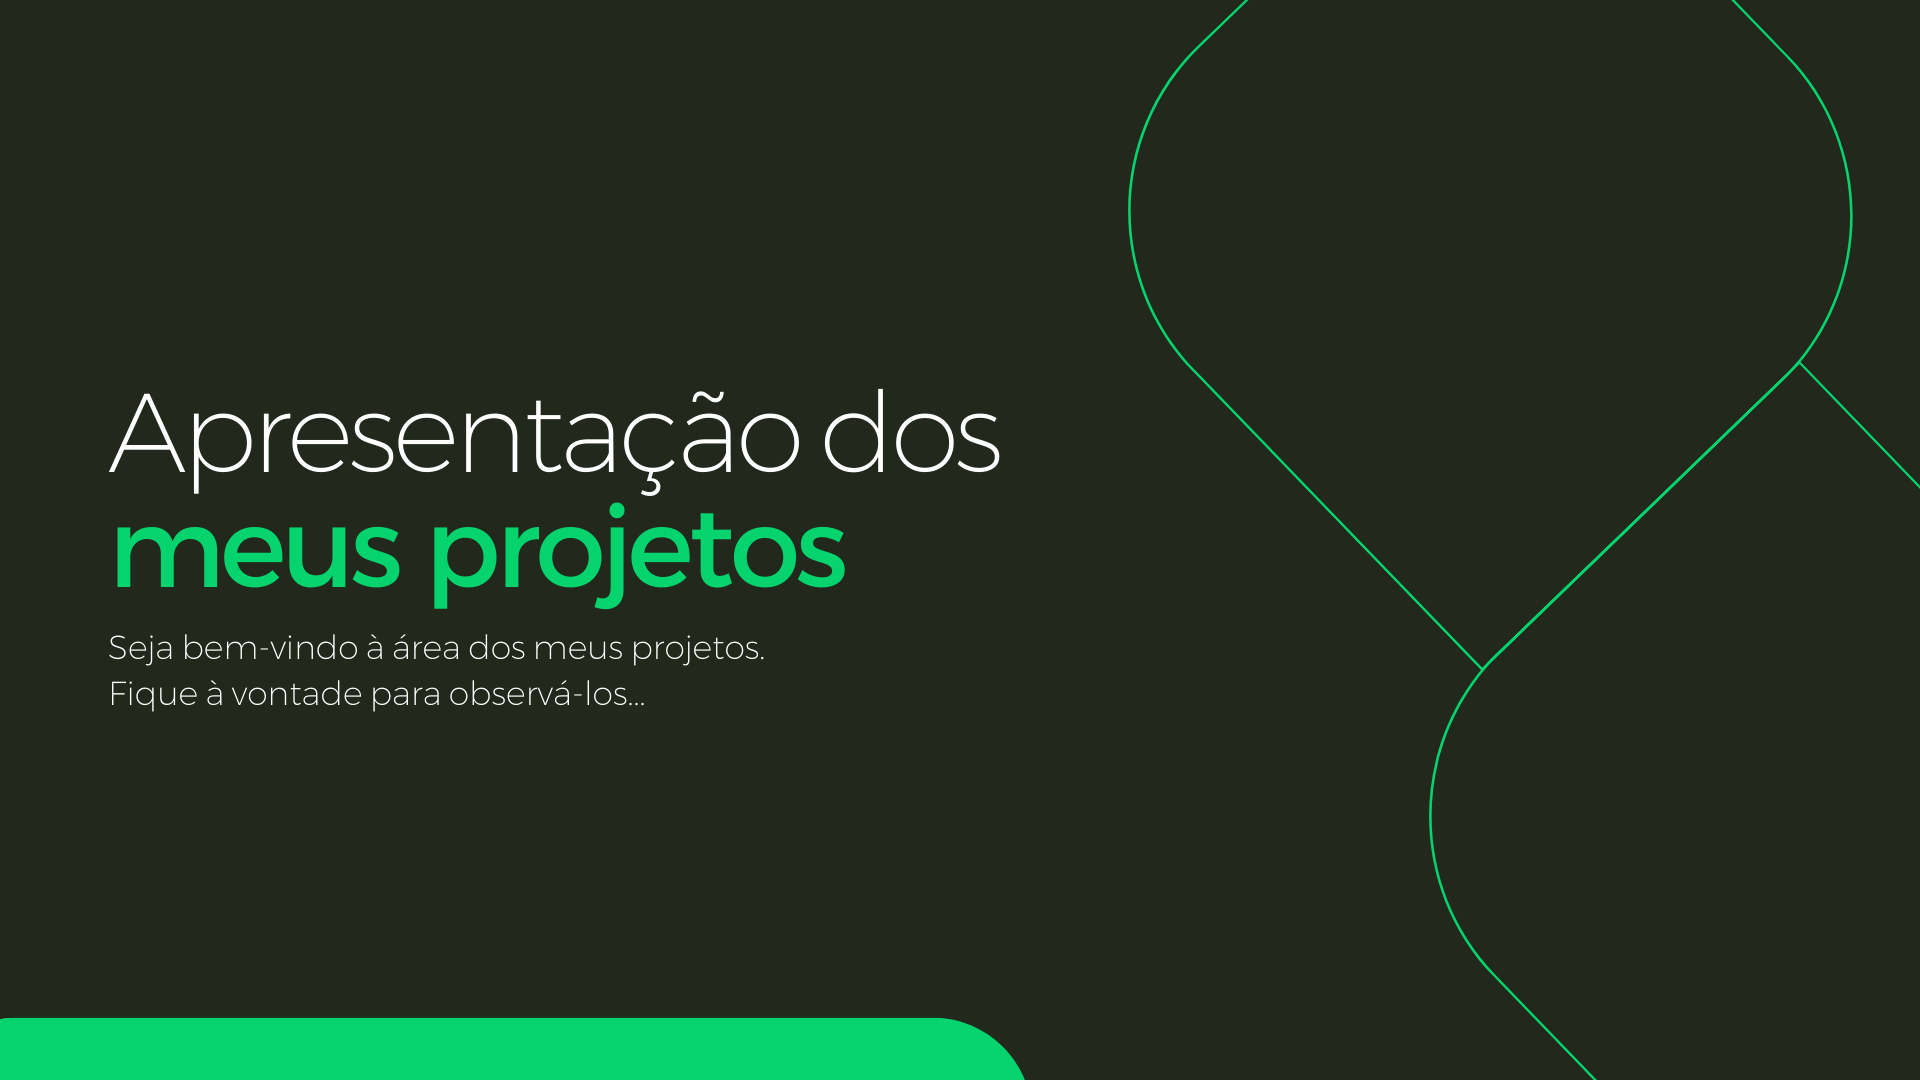 Apresentação dos
meus projetos
Seja bem-vindo à área dos meus projetos.
Fique à vontade para observá-los...